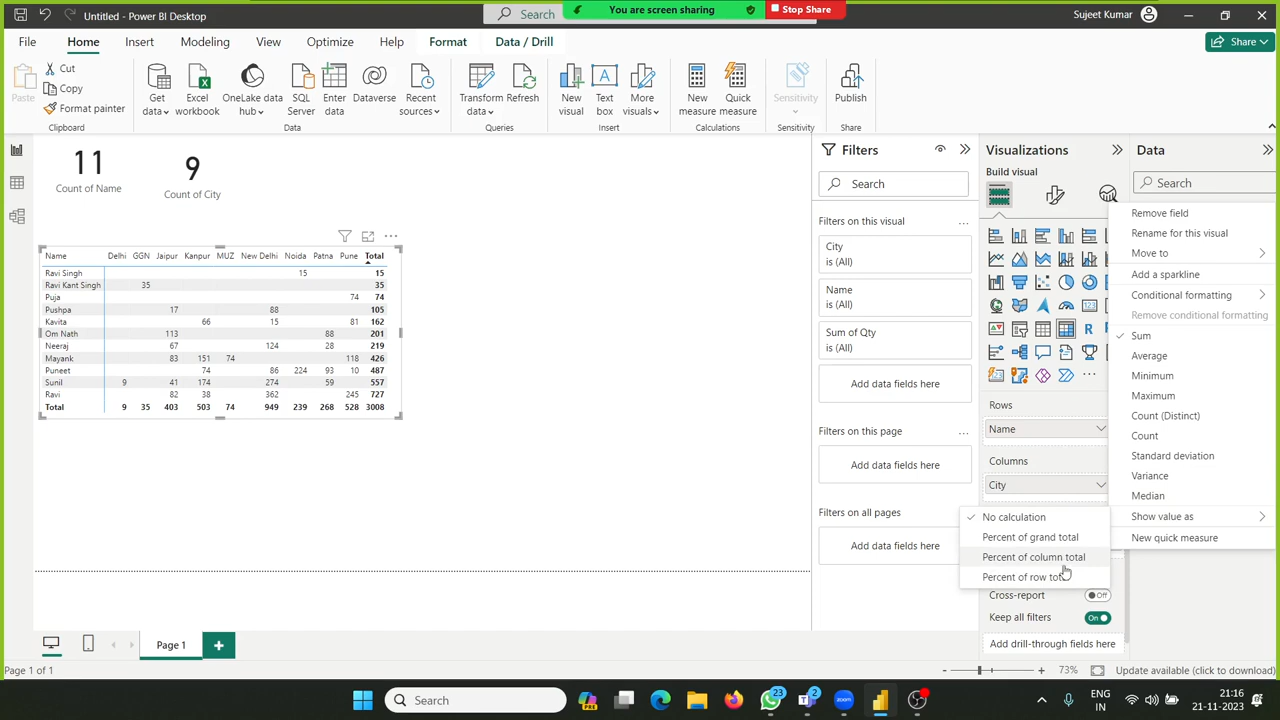 Untitled - Power BI Desktop
Search
You are screen sharing
Stop Share
Sujeet Kumar
File Home Insert Modeling View Optimize Help Format Data / Drill
Share
Paste
Cut
Copy
Format painter
Clipboard
Get data
Excel workbook
OneLake data hub
SQL Server
Enter data
Dataverse
Recent sources
Data
Transform data
Refresh
Queries
New visual
Text box
More visuals
Insert
New measure
Quick measure
Calculations
Sensitivity
Sensitivity
Publish
Share
11
Count of Name
9
Count of City
Name Delhi GGN Jaipur Kanpur MUZ New Delhi Noida Patna Pune Total
Ravi Singh 15 15
Ravi Kant Singh 35 35
Puja 74 74
Pushpa 17 88 105
Kavita 66 15 81 162
Om Nath 113 88 201
Neeraj 67 124 28 219
Mayank 83 151 74 118 426
Puneet 74 86 224 93 10 487
Sunil 9 41 174 274 59 557
Ravi 82 38 362 245 727
Total 9 35 403 503 74 949 239 268 528 3008
Filters
Search
Filters on this visual
City
is (All)
Name
is (All)
Sum of Qty
is (All)
Add data fields here
Filters on this page
Add data fields here
Filters on all pages
Add data fields here
Visualizations
Build visual
Rows
Name
Columns
City
Cross-report
Off
Keep all filters
On
Add drill-through fields here
Data
Search
Remove field
Rename for this visual
Move to
Add a sparkline
Conditional formatting
Remove conditional formatting
Sum
Average
Minimum
Maximum
Count (Distinct)
Count
Standard deviation
Variance
Median
Show value as
New quick measure
No calculation
Percent of grand total
Percent of column total
Percent of row
Page 1
Page 1 of 1
73%
Update available (click to download)
Search
PRE
23
2
zoom
ENG
IN
21:16
21-11-2023